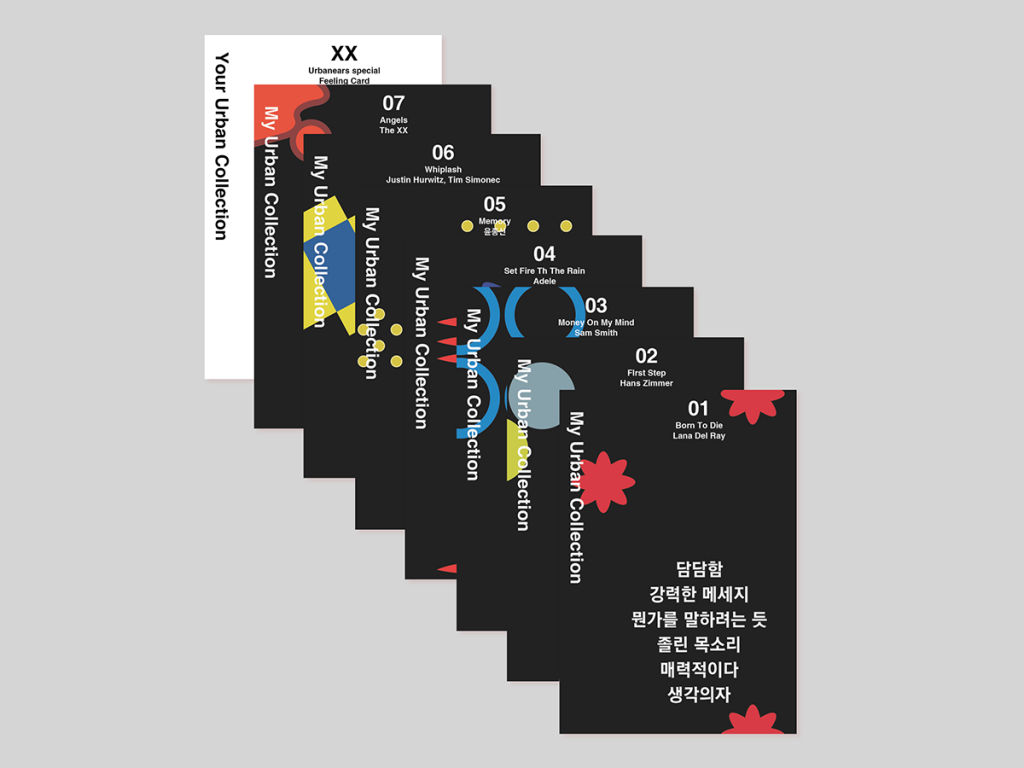 Your Urban Collection
XX
Urbanears special
Feeling Card
My Urban Collection
07
Angels
The XX
My Urban Collection
06
Whiplash
Justin Hurwitz, Tim Simonec
My Urban Collection
05
Memory
윤종신
My Urban Collection
04
Set Fire Th The Rain
Adele
My Urban Collection
03
Money On My Mind
Sam Smith
My Urban Collection
02
FIrst Step
Hans Zimmer
My Urban Collection
01
Born To Die
Lana Del Ray
담담함
강력한 메세지
뭔가를 말하려는 듯
졸린 목소리
매력적이다
생각의자